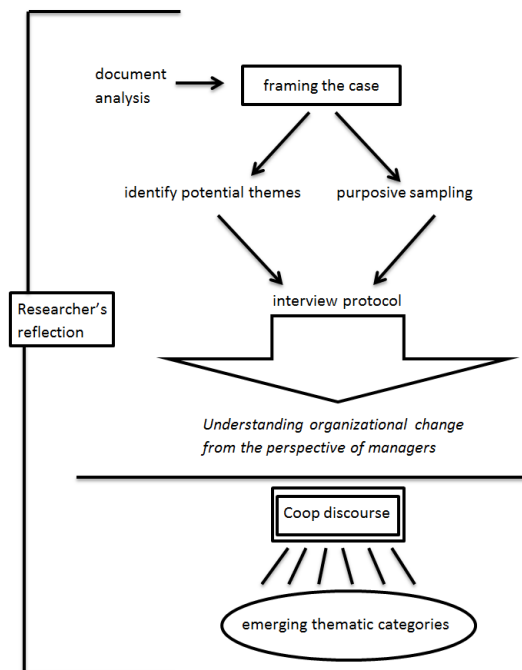 document
analysis
framing the case
identify potential themes
purposive sampling
interview protocol
Researcher's
reflection
Understanding organizational change
from the perspective of managers
Coop discourse
emerging thematic categories